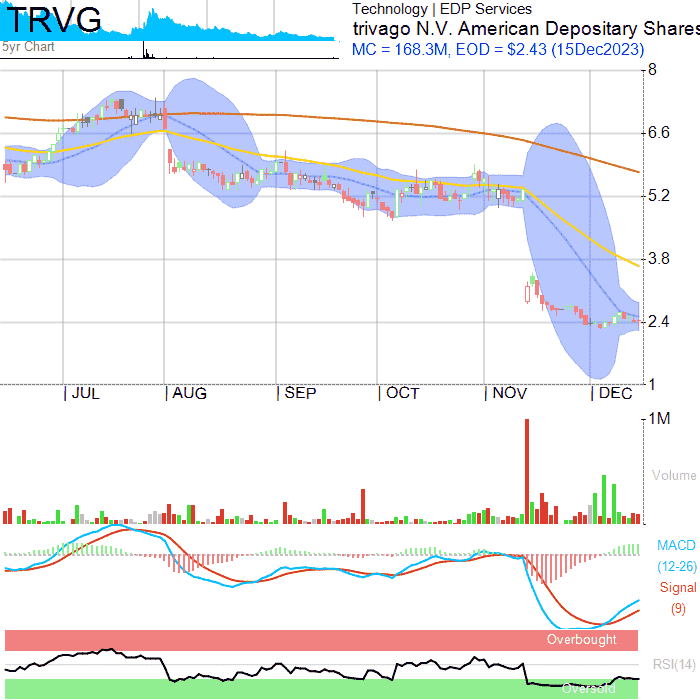 TRVG
5yr Chart
Technology | EDP Services
trivago N.V. American Depositary Shares
MC = 168.3M, EOD = $2.43 (15Dec2023)
8
6.6
5.2
3.8
2.4
1
JUL AUG SEP OCT NOV DEC
1M
Volume
MACD
(12-26)
Signal
(9)
Overbought
RSI(14)
Oversold